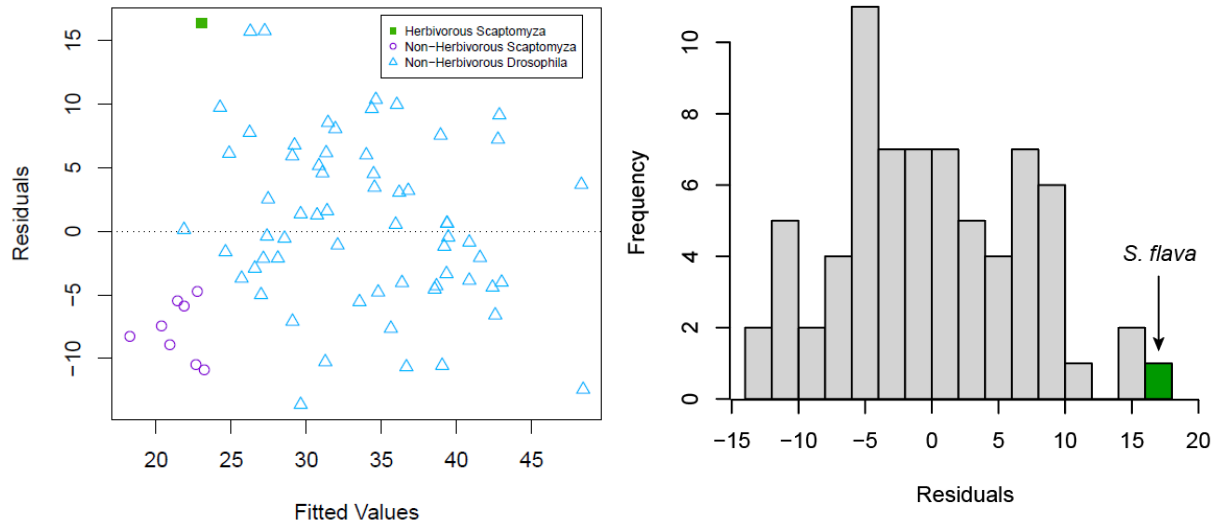 Residuals
15
10
5
0
−5
−10
Herbivorous Scaptomyza
Non-Herbivorous Scaptomyza
Non-Herbivorous Drosophila
20 25 30 35 40 45
Fitted Values
Frequency
10
8
6
4
2
0
S. flava
−15 −10 −5 0 5 10 15 20
Residuals